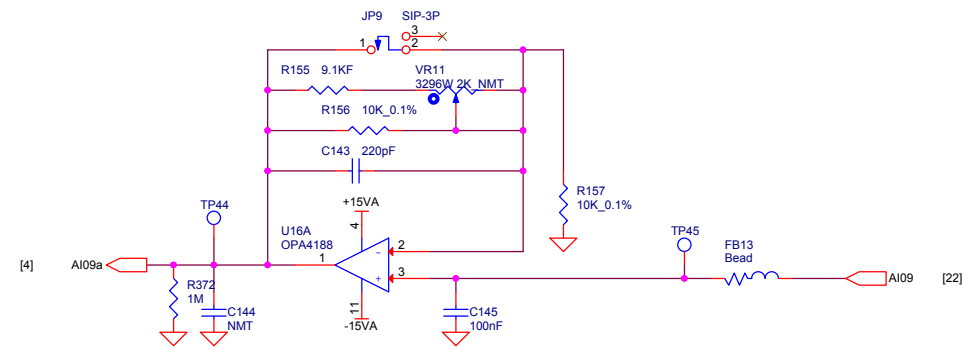 JP9 SIP-3P
3
1 2
R155 9.1KF VR11
3296W 2K_NMT
R156 10K_0.1%
C143 220pF
R157
10K_0.1%
TP44
+15VA
U16A
OPA4188
4
1
2
-
+
3
11
-15VA
TP45
FB13
Bead
[4] AI09a
R372
1M
C144
NMT
C145
100nF
AI09 [22]